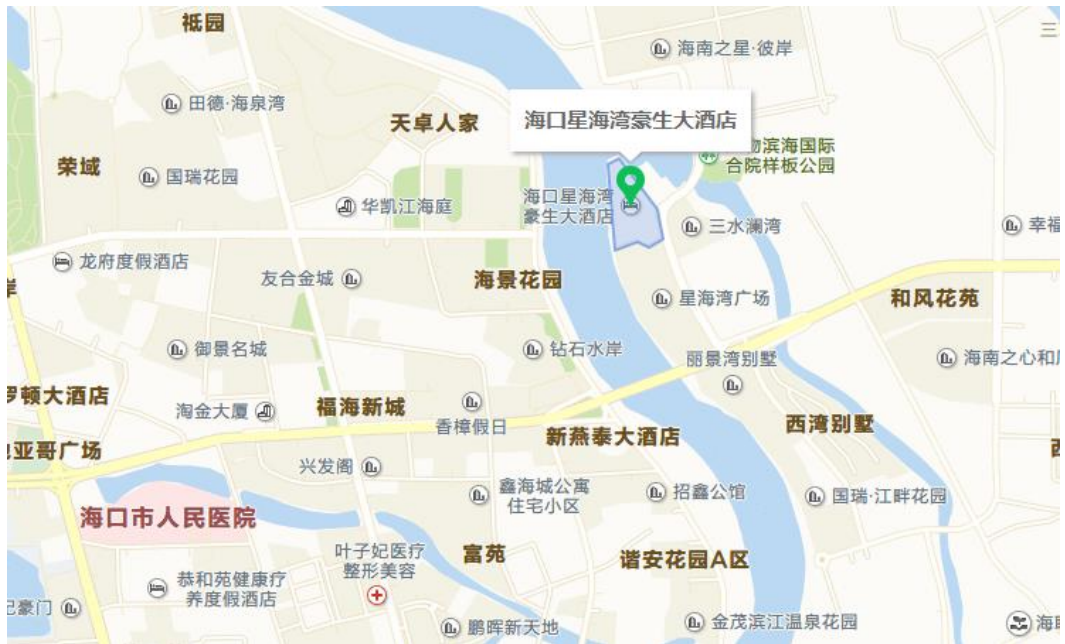 祗园
海南之星·彼岸
三
田德·海泉湾
天卓人家
海口星海湾豪生大酒店
滨海国际
合院样板公园
荣域
国瑞花园
华凯江海庭
海口星海湾
豪生大酒店
三水澜湾
幸福
龙府度假酒店
友合金城
海景花园
星海湾广场
和风花苑
岸
御景名城
钻石水岸
丽景湾别墅
海南之心和风
罗顿大酒店
淘金大厦
福海新城
香樟假日
新燕泰大酒店
西湾别墅
亚哥广场
西
兴发阁
鑫海城公寓
住宅小区
招鑫公馆
国瑞·江畔花园
海口市人民医院
叶子妃医疗
整形美容
富苑
谐安花园A区
恭和苑健康疗
养度假酒店
豪门
鹏晖新天地
金茂滨江温泉花园
海